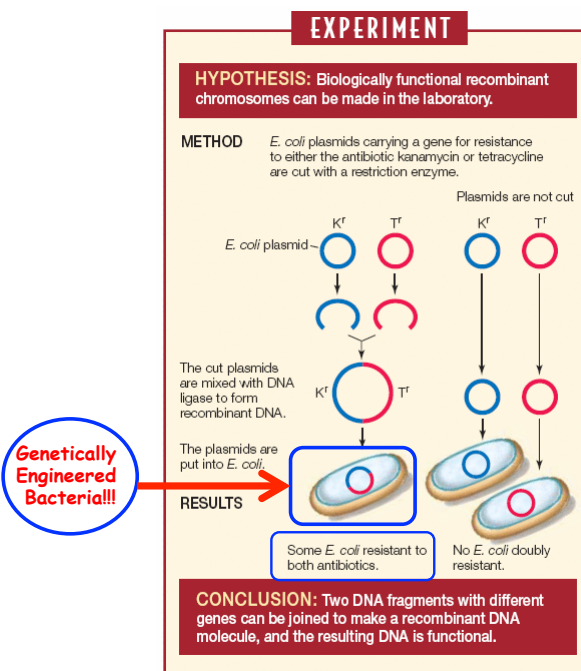 EXPERIMENT
HYPOTHESIS: Biologically functional recombinant
chromosomes can be made in the laboratory.
METHOD
E. coli plasmids carrying a gene for resistance
to either the antibiotic kanamycin or tetracycline
are cut with a restriction enzyme.
Plasmids are not cut
Kr
Tr
Kr
Tr
E. coli plasmid
The cut plasmids
are mixed with DNA
ligase to form
recombinant DNA.
Kr
Tr
The plasmids are
put into E. coli.
Genetically
Engineered
Bacteria!!!
RESULTS
Some E. coli resistant to
both antibiotics.
No E. coli doubly
resistant.
CONCLUSION: Two DNA fragments with different
genes can be joined to make a recombinant DNA
molecule, and the resulting DNA is functional.